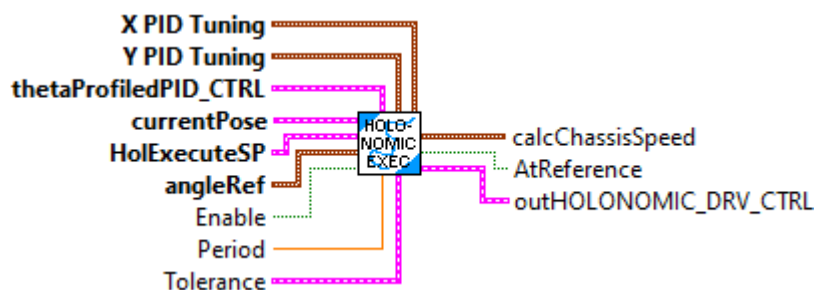 X PID Tuning
Y PID Tuning
thetaProfiledPID_CTRL
currentPose
HolExecuteSP
angleRef
Enable
Period
Tolerance
HOLO-
NOMIC
EXEC
calcChassisSpeed
AtReference
outHOLONOMIC_DRV_CTRL